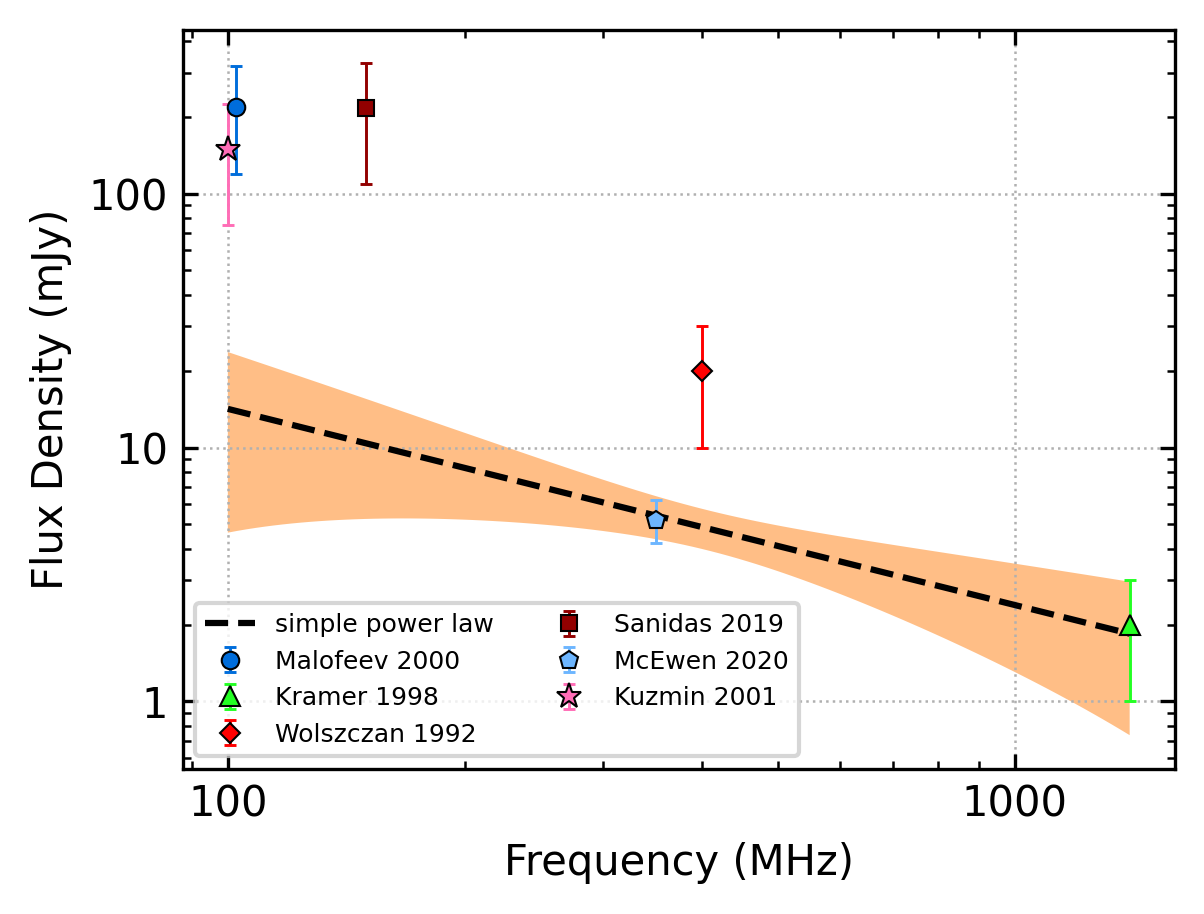 Flux Density (mJy)
100
10
1
simple power law
Malofeev 2000
Kramer 1998
Wolszczan 1992
Sanidas 2019
McEwen 2020
Kuzmin 2001
100
1000
Frequency (MHz)